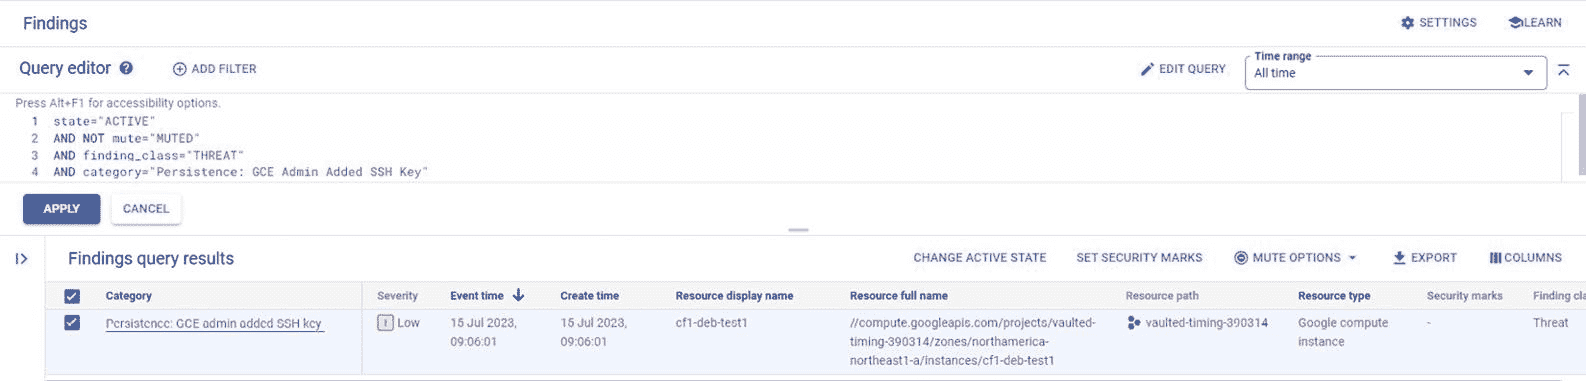 Findings
SETTINGS
LEARN
Query editor
ADD FILTER
EDIT QUERY
Time range
All time
Press Alt+F1 for accessibility options.
1 state="ACTIVE"
2 AND NOT mute="MUTED"
3 AND finding_class="THREAT"
4 AND category="Persistence: GCE Admin Added SSH Key"
APPLY
CANCEL
Findings query results
CHANGE ACTIVE STATE
SET SECURITY MARKS
MUTE OPTIONS
EXPORT
COLUMNS
Category
Severity
Event time
Create time
Resource display name
Resource full name
Resource path
Resource type
Security marks
Finding cla
Persistence: GCE admin added SSH key
Low
15 Jul 2023,
09:06:01
15 Jul 2023,
09:06:01
cf1-deb-test1
//compute.googleapis.com/projects/vaulted-
timing-390314/zones/northamerica-
northeast1-a/instances/cf1-deb-test1
vaulted-timing-390314
Google compute
instance
-
Threat